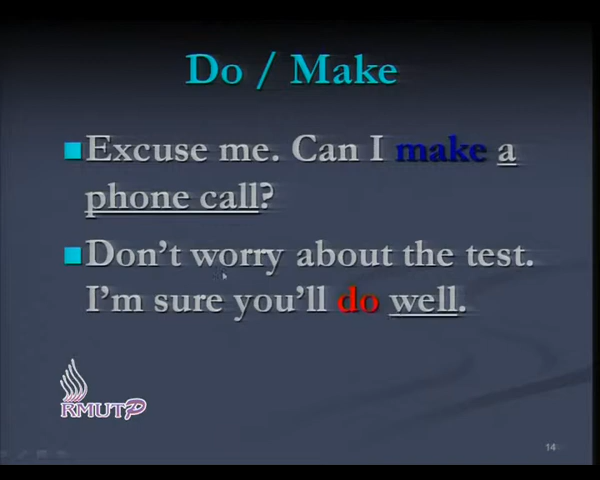 Do / Make
Excuse me. Can I make a
phone call?
Don't worry about the test.
I'm sure you'll do well.
RMUTP
14